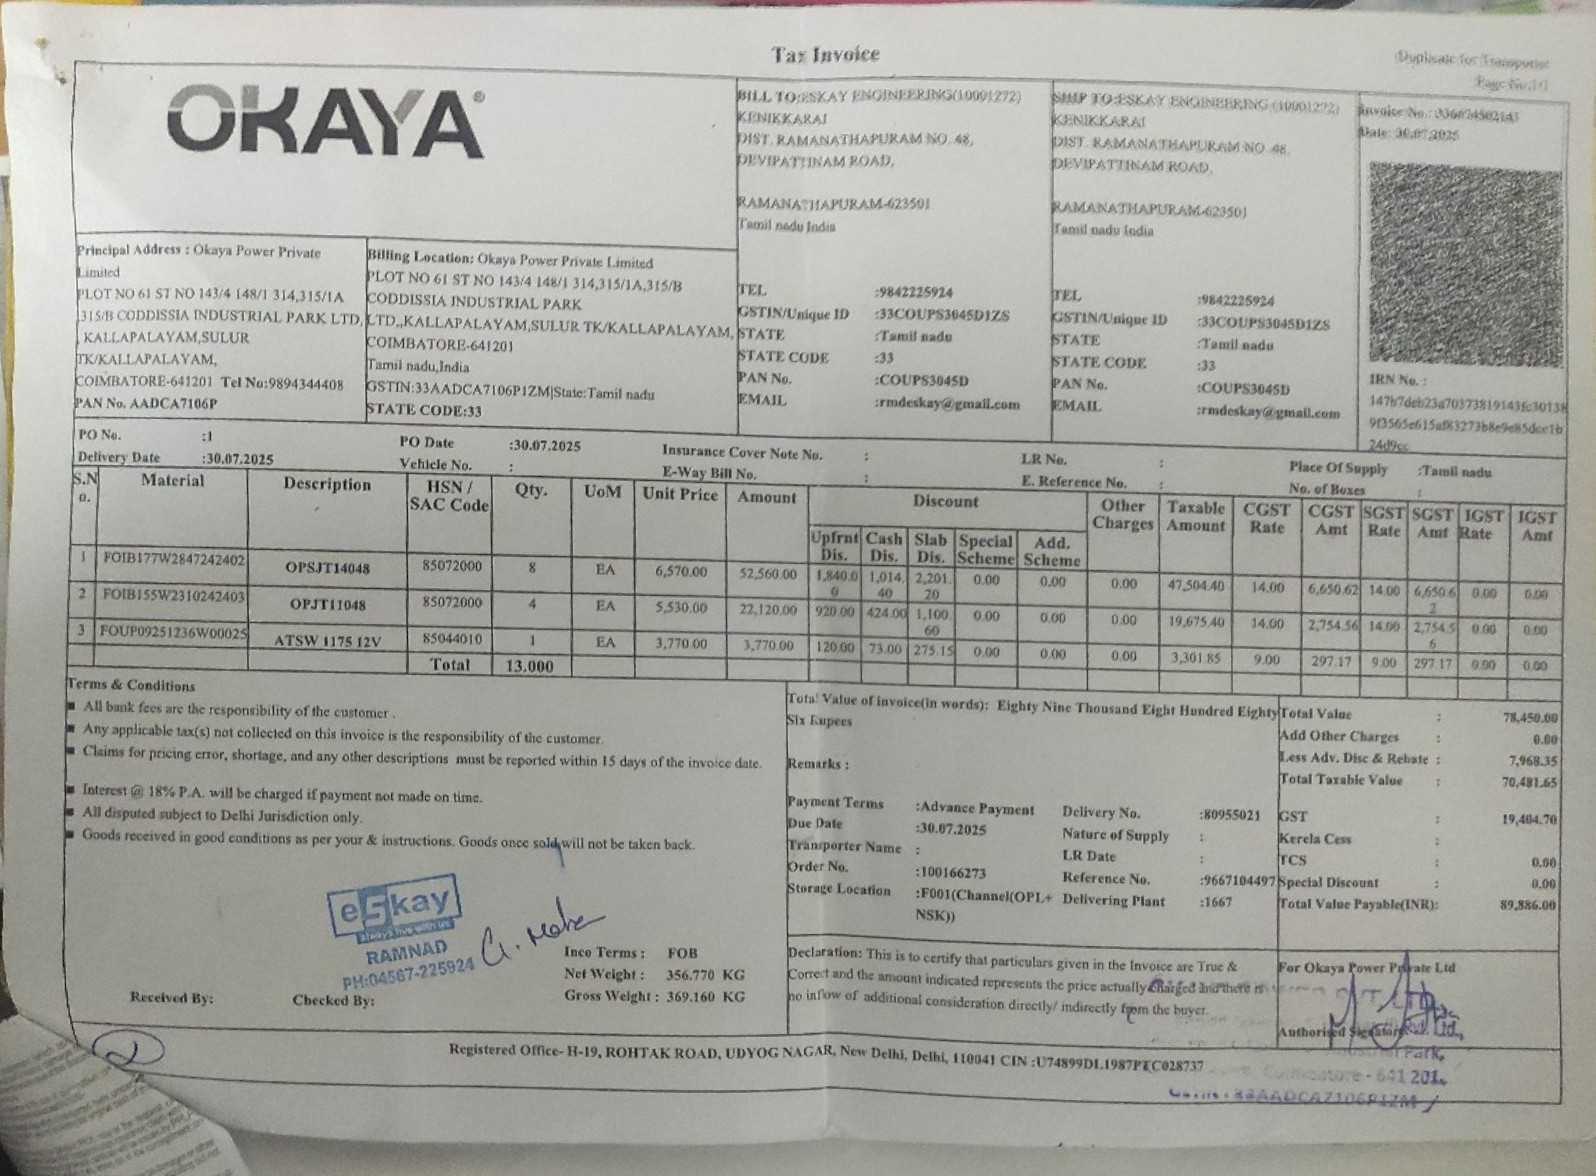 Tax Invoice
Duplicate for Transporter
Page No:1/1
OKAYA®
BILL TO:ESKAY ENGINEERING(10001272)
KENIKKARAI
DIST. RAMANATHAPURAM NO. 48,
DEVIPATTINAM ROAD,
RAMANATHAPURAM-623501
Tamil nadu India
TEL :9842225924
GSTIN/Unique ID :33COUPS3045D1ZS
STATE :Tamil nadu
STATE CODE :33
PAN No. :COUPS3045D
EMAIL :rmdeskay@gmail.com
SHIP TO:ESKAY ENGINEERING (10001272)
KENIKKARAI
DIST. RAMANATHAPURAM NO. 48,
DEVIPATTINAM ROAD,
RAMANATHAPURAM-623501
Tamil nadu India
TEL :9842225924
GSTIN/Unique ID :33COUPS3045D1ZS
STATE :Tamil nadu
STATE CODE :33
PAN No. :COUPS3045D
EMAIL :rmdeskay@gmail.com
Invoice No.:
Date: 30.07.2025
IRN No. :
Principal Address : Okaya Power Private
Limited
PLOT NO 61 ST NO 143/4 148/1 314,315/1A
,315/B CODDISSIA INDUSTRIAL PARK LTD,
, KALLAPALAYAM,SULUR
TK/KALLAPALAYAM,
COIMBATORE-641201 Tel No:9894344408
PAN No. AADCA7106P
Billing Location: Okaya Power Private Limited
PLOT NO 61 ST NO 143/4 148/1 314,315/1A,315/B
CODDISSIA INDUSTRIAL PARK
LTD,,KALLAPALAYAM,SULUR TK/KALLAPALAYAM,
COIMBATORE-641201
Tamil nadu,India
GSTIN:33AADCA7106P1ZM|State:Tamil nadu
STATE CODE:33
PO No. :1 PO Date :30.07.2025 Insurance Cover Note No. : LR No. : Place Of Supply :Tamil nadu
Delivery Date :30.07.2025 Vehicle No. : E-Way Bill No. : E. Reference No. : No. of Boxes :
S.N o. Material Description HSN / SAC Code Qty. UoM Unit Price Amount Discount Other Charges Taxable Amount CGST Rate CGST Amt SGST Rate SGST Amt IGST Rate IGST Amt
Upfrnt Dis. Cash Dis. Slab Dis. Special Scheme Add. Scheme
1 FOIB177W2847242402 OPSJT14048 85072000 8 EA 6,570.00 52,560.00 1,840.00 1,014.40 2,201.20 0.00 0.00 0.00 47,504.40 14.00 6,650.62 14.00 6,650.62 0.00 0.00
2 FOIB155W2310242403 OPJT11048 85072000 4 EA 5,530.00 22,120.00 920.00 424.00 1,100.60 0.00 0.00 0.00 19,675.40 14.00 2,754.56 14.00 2,754.56 0.00 0.00
3 FOUP09251236W00025 ATSW 1175 12V 85044010 1 EA 3,770.00 3,770.00 120.00 73.00 275.15 0.00 0.00 0.00 3,301.85 9.00 297.17 9.00 297.17 0.00 0.00
Total 13.000
Terms & Conditions
All bank fees are the responsibility of the customer .
Any applicable tax(s) not collected on this invoice is the responsibility of the customer.
Claims for pricing error, shortage, and any other descriptions must be reported within 15 days of the invoice date.
Interest @ 18% P.A. will be charged if payment not made on time.
All disputed subject to Delhi Jurisdiction only.
Goods received in good conditions as per your & instructions. Goods once sold will not be taken back.
eSkay
always live with us
RAMNAD
PH:04567-225924
Received By: Checked By:
Inco Terms : FOB
Net Weight : 356.770 KG
Gross Weight : 369.160 KG
Total Value of invoice(in words): Eighty Nine Thousand Eight Hundred Eighty
Six Rupees
Remarks :
Payment Terms :Advance Payment
Due Date :30.07.2025
Transporter Name :
Order No. :100166273
Storage Location :F001(Channel(OPL+
NSK))
Delivery No. :80955021
Nature of Supply :
LR Date :
Reference No. :9667104497
Delivering Plant :1667
Total Value : 78,450.00
Add Other Charges : 0.00
Less Adv. Disc & Rebate : 7,968.35
Total Taxable Value : 70,481.65
GST : 19,404.70
Kerela Cess :
TCS : 0.00
Special Discount : 0.00
Total Value Payable(INR): 89,886.00
Declaration: This is to certify that particulars given in the Invoice are True &
Correct and the amount indicated represents the price actually Charged and there is
no inflow of additional consideration directly/ indirectly from the buyer.
For Okaya Power Private Ltd
Authorised Signatory
Registered Office- H-19, ROHTAK ROAD, UDYOG NAGAR, New Delhi, Delhi, 110041 CIN :U74899DL1987PTC028737
Park,
Coimbatore - 641 201.
33AADCA7106P1ZM